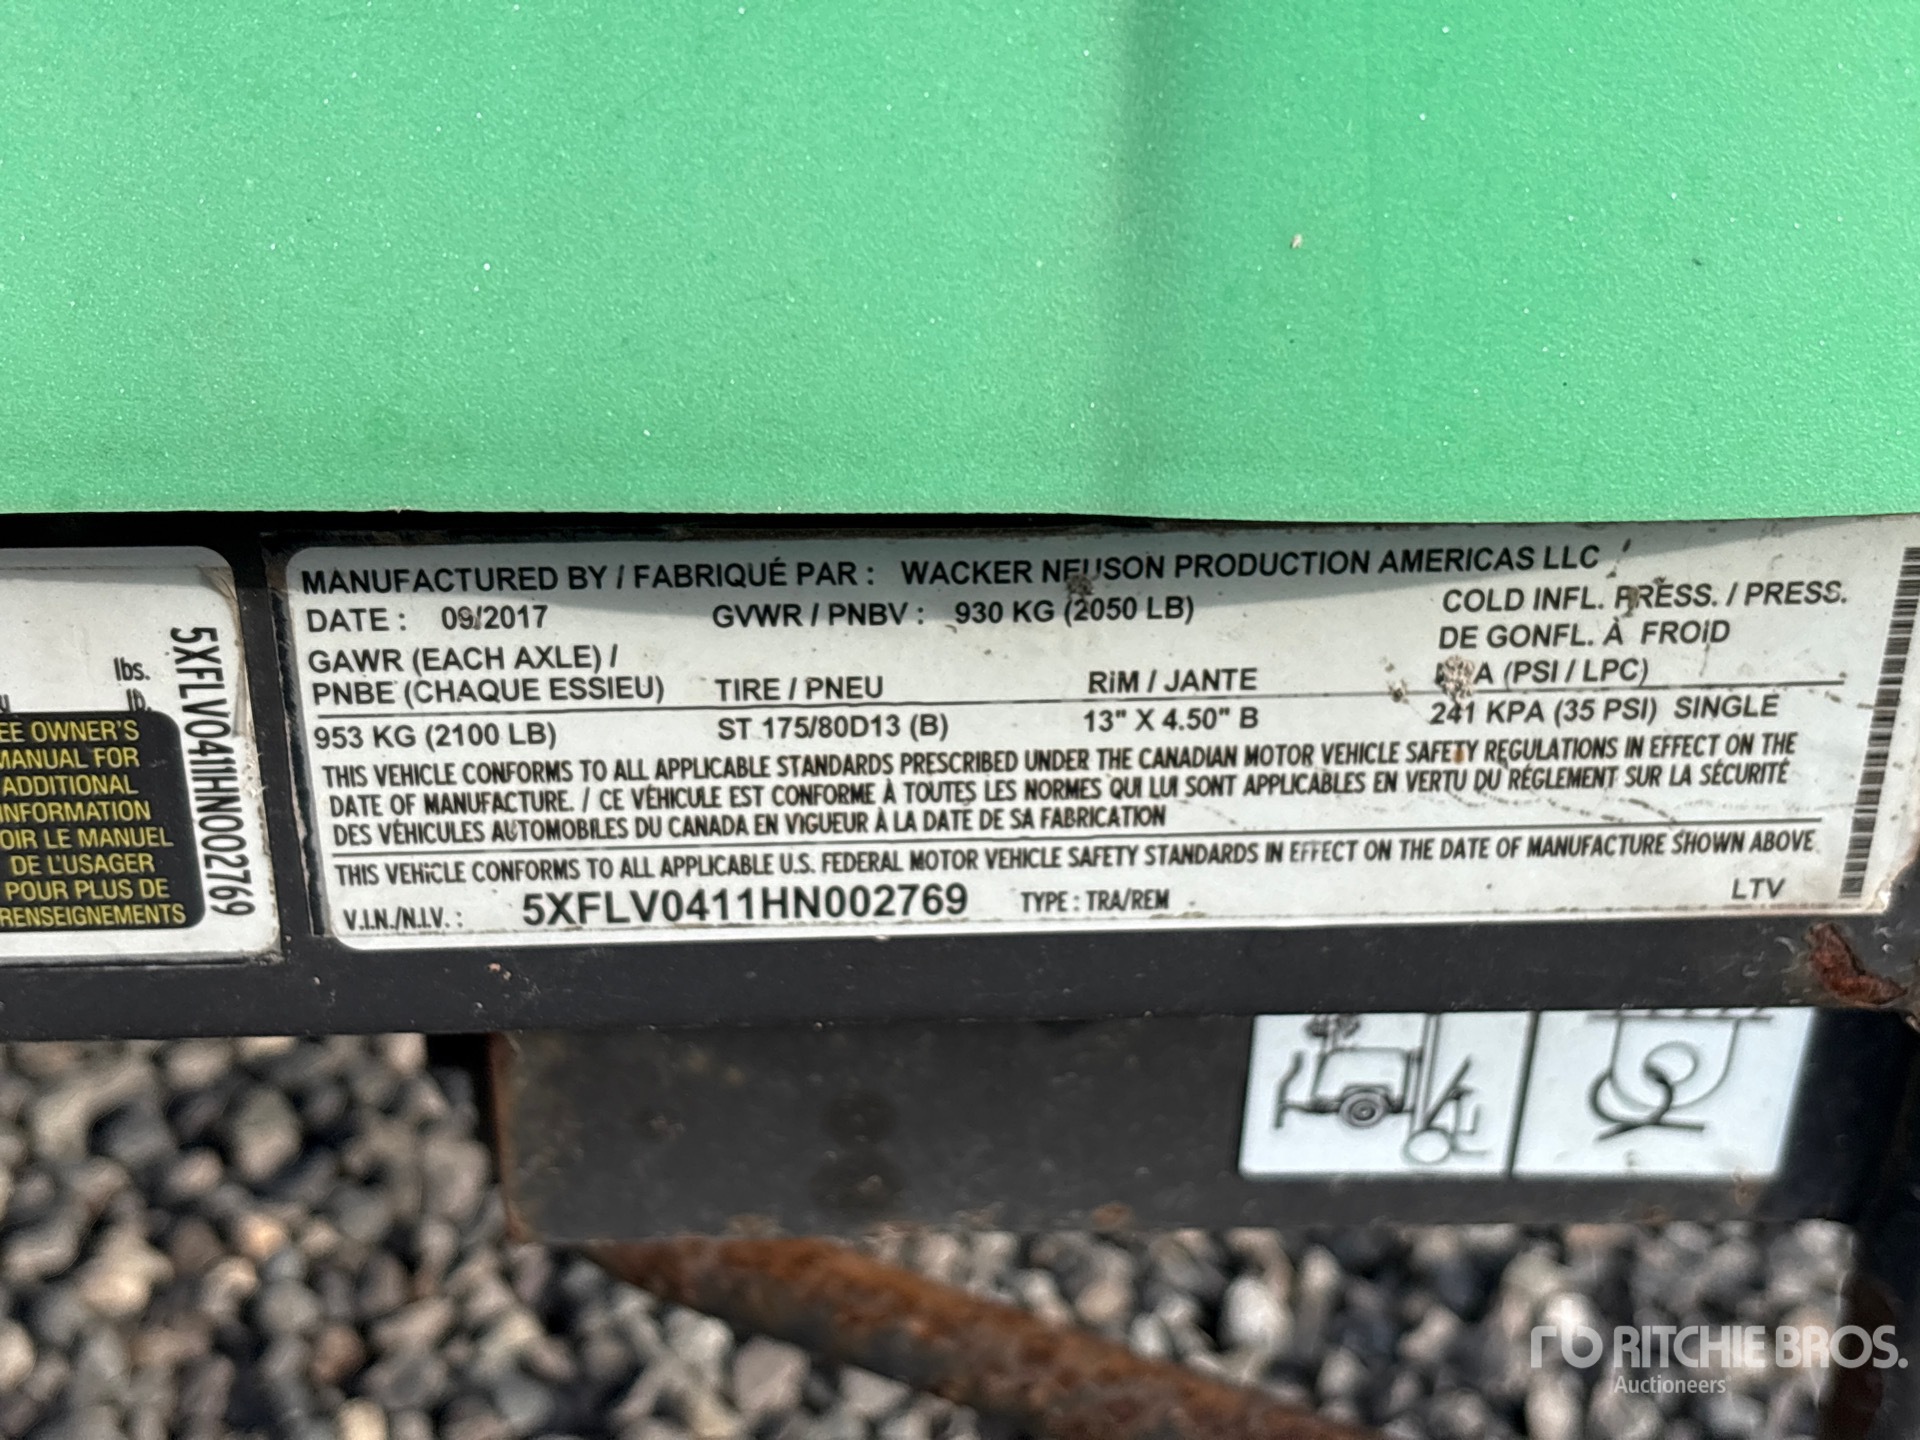 MANUFACTURED BY / FABRIQUÉ PAR : WACKER NEUSON PRODUCTION AMERICAS LLC
DATE : 09/2017 GVWR / PNBV : 930 KG (2050 LB) COLD INFL. PRESS. / PRESS.
DE GONFL. À FROID
GAWR (EACH AXLE) /
PNBE (CHAQUE ESSIEU) TIRE / PNEU RIM / JANTE (PSI / LPC)
953 KG (2100 LB) ST 175/80D13 (B) 13" X 4.50" B 241 KPA (35 PSI) SINGLE
THIS VEHICLE CONFORMS TO ALL APPLICABLE STANDARDS PRESCRIBED UNDER THE CANADIAN MOTOR VEHICLE SAFETY REGULATIONS IN EFFECT ON THE
DATE OF MANUFACTURE. / CE VÉHICULE EST CONFORME À TOUTES LES NORMES QUI LUI SONT APPLICABLES EN VERTU DU RÉGLEMENT SUR LA SÉCURITÉ
DES VÉHICULES AUTOMOBILES DU CANADA EN VIGUEUR À LA DATE DE SA FABRICATION
THIS VEHICLE CONFORMS TO ALL APPLICABLE U.S. FEDERAL MOTOR VEHICLE SAFETY STANDARDS IN EFFECT ON THE DATE OF MANUFACTURE SHOWN ABOVE
V.I.N./N.I.V. : 5XFLV0411HN002769 TYPE : TRA/REM LTV
lbs.
lb.
EE OWNER'S
MANUAL FOR
ADDITIONAL
INFORMATION
OIR LE MANUEL
DE L'USAGER
POUR PLUS DE
RENSEIGNEMENTS
5XFLV0411HN002769
RITCHIE BROS.
Auctioneers